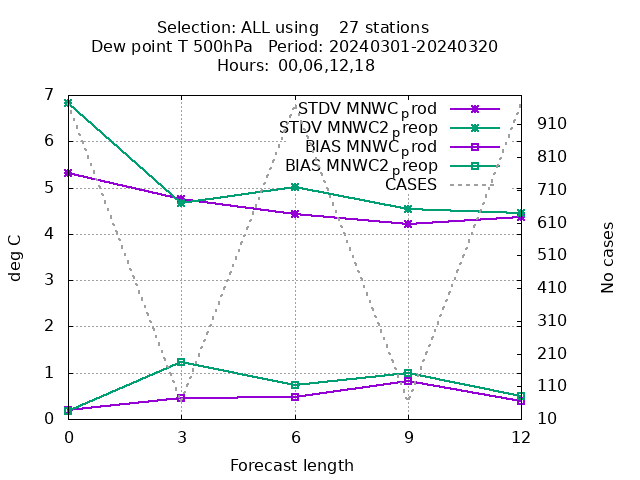 Selection: ALL using 27 stations
Dew point T 500hPa Period: 20240301-20240320
Hours: 00,06,12,18
7
6
5
4
3
2
1
0
deg C
STDV MNWC_prod
STDV MNWC2_preop
BIAS MNWC_prod
BIAS MNWC2_preop
CASES
910
810
710
610
510
410
310
210
110
10
No cases
0 3 6 9 12
Forecast length